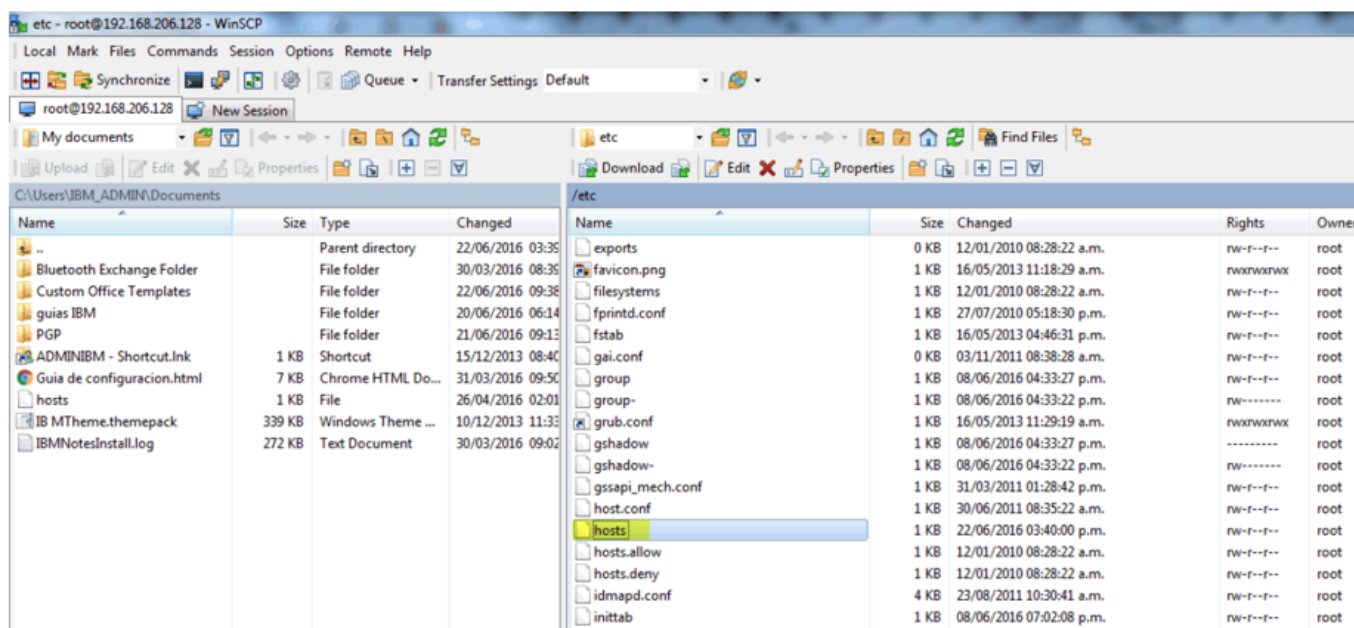 etc - root@192.168.206.128 - WinSCP
Local Mark Files Commands Session Options Remote Help
Synchronize Queue Transfer Settings Default
root@192.168.206.128 New Session
My documents etc Find Files
Upload Edit Properties Download Edit Properties
C:\Users\IBM_ADMIN\Documents /etc
Name Size Type Changed Name Size Changed Rights Owner
.. Parent directory 22/06/2016 03:39 exports 0 KB 12/01/2010 08:28:22 a.m. rw-r--r-- root
Bluetooth Exchange Folder File folder 30/03/2016 08:39 favicon.png 1 KB 16/05/2013 11:18:29 a.m. rwxrwxrwx root
Custom Office Templates File folder 22/06/2016 09:38 filesystems 1 KB 12/01/2010 08:28:22 a.m. rw-r--r-- root
guias IBM File folder 20/06/2016 06:14 fprintd.conf 1 KB 27/07/2010 05:18:30 p.m. rw-r--r-- root
PGP File folder 21/06/2016 09:13 fstab 1 KB 16/05/2013 04:46:31 p.m. rw-r--r-- root
ADMINIBM - Shortcut.lnk 1 KB Shortcut 15/12/2013 08:40 gai.conf 0 KB 03/11/2011 08:38:28 a.m. rw-r--r-- root
Guia de configuracion.html 7 KB Chrome HTML Do... 31/03/2016 09:50 group 1 KB 08/06/2016 04:33:27 p.m. rw-r--r-- root
hosts 1 KB File 26/04/2016 02:01 group- 1 KB 08/06/2016 04:33:22 p.m. rw------- root
IB MTheme.themepack 339 KB Windows Theme ... 10/12/2013 11:33 grub.conf 1 KB 16/05/2013 11:29:19 a.m. rwxrwxrwx root
IBMNotesInstall.log 272 KB Text Document 30/03/2016 09:02 gshadow 1 KB 08/06/2016 04:33:27 p.m. --------- root
gshadow- 1 KB 08/06/2016 04:33:22 p.m. rw------- root
gssapi_mech.conf 1 KB 31/03/2011 01:28:42 p.m. rw-r--r-- root
host.conf 1 KB 30/06/2011 08:35:22 a.m. rw-r--r-- root
hosts 1 KB 22/06/2016 03:40:00 p.m. rw-r--r-- root
hosts.allow 1 KB 12/01/2010 08:28:22 a.m. rw-r--r-- root
hosts.deny 1 KB 12/01/2010 08:28:22 a.m. rw-r--r-- root
idmapd.conf 4 KB 23/08/2011 10:30:41 a.m. rw-r--r-- root
inittab 1 KB 08/06/2016 07:02:08 p.m. rw-r--r-- root